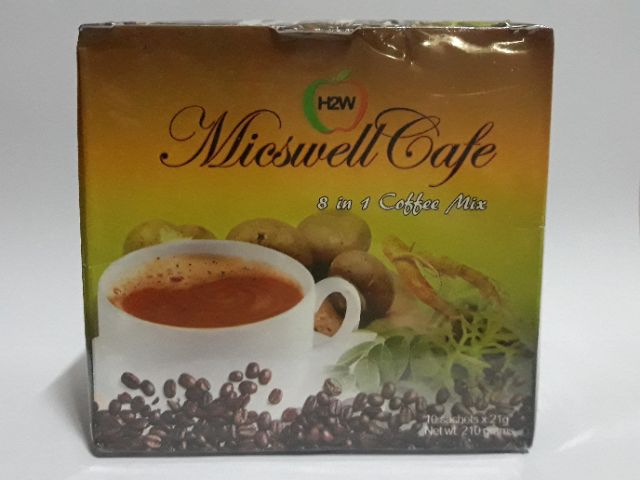 H2W
Micswell Cafe
8 in 1 Coffee Mix
10 sachets x 21g
Net wt. 210 grams